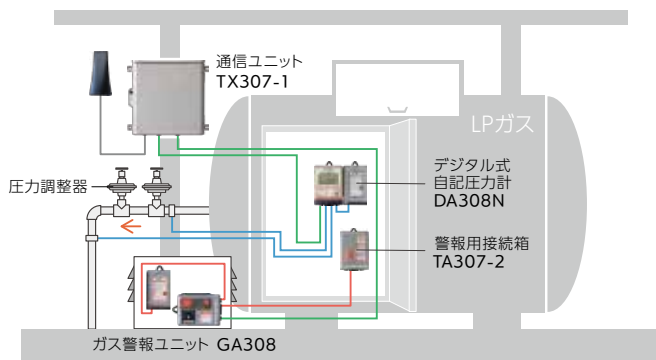 通信ユニット
TX307-1
LPガス
圧力調整器
デジタル式
自記圧力計
DA308N
警報用接続箱
TA307-2
ガス警報ユニット GA308